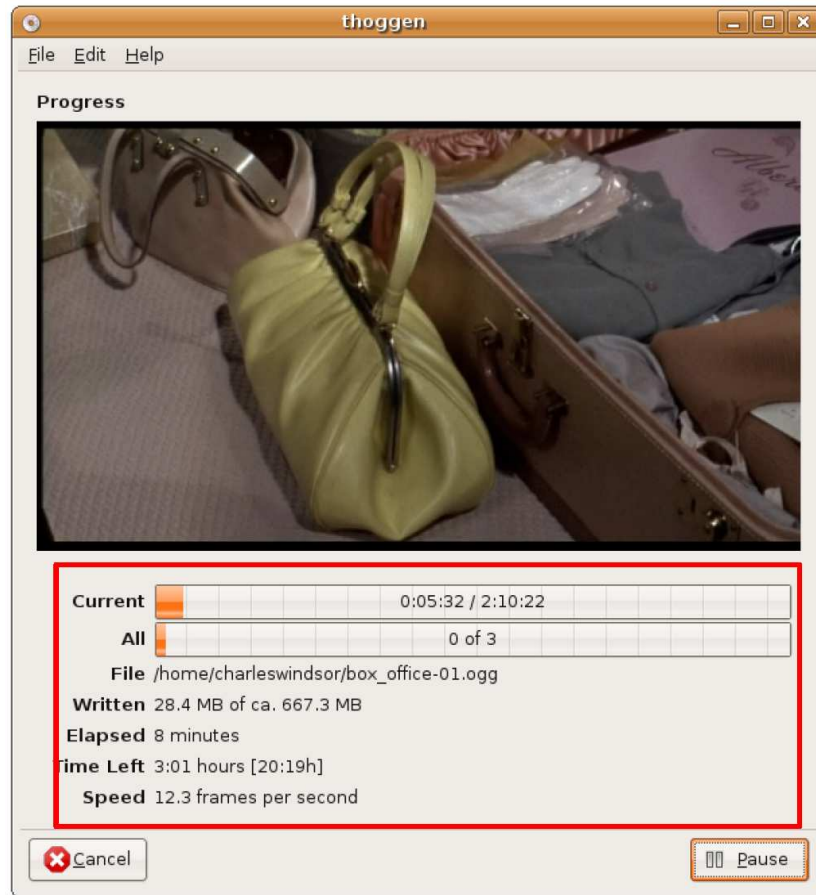 thoggen
File Edit Help
Progress
Current 0:05:32 / 2:10:22
All 0 of 3
File /home/charleswindsor/box_office-01.ogg
Written 28.4 MB of ca. 667.3 MB
Elapsed 8 minutes
Time Left 3:01 hours [20:19h]
Speed 12.3 frames per second
Cancel Pause